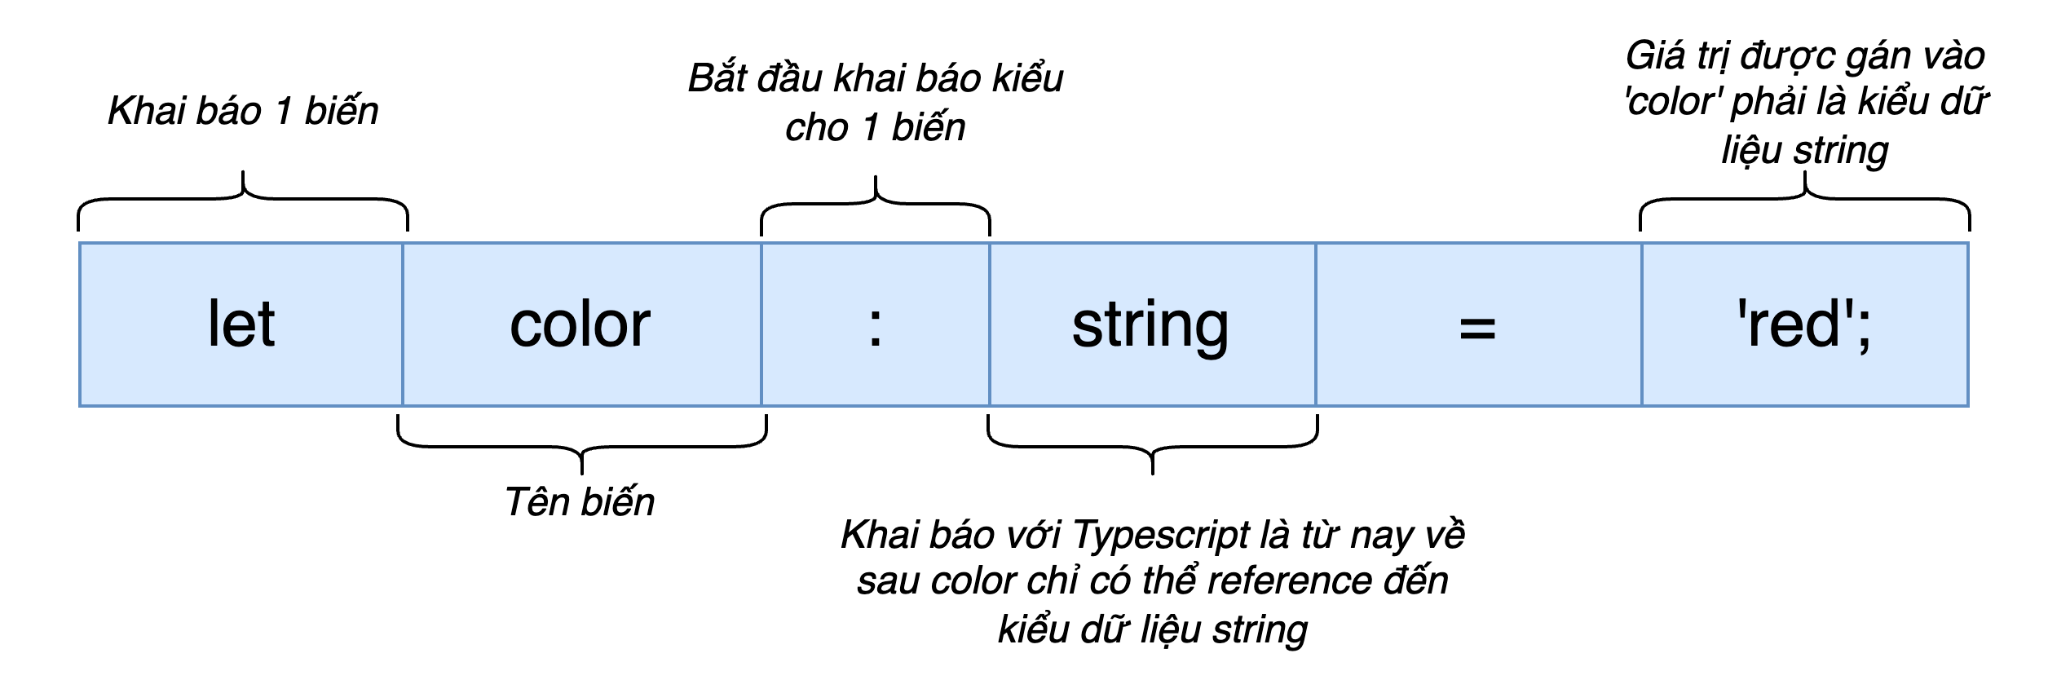 Khai báo 1 biến
Bắt đầu khai báo kiểu
cho 1 biến
Giá trị được gán vào
'color' phải là kiểu dữ
liệu string
let color : string = 'red';
Tên biến
Khai báo với Typescript là từ nay về
sau color chỉ có thể reference đến
kiểu dữ liệu string